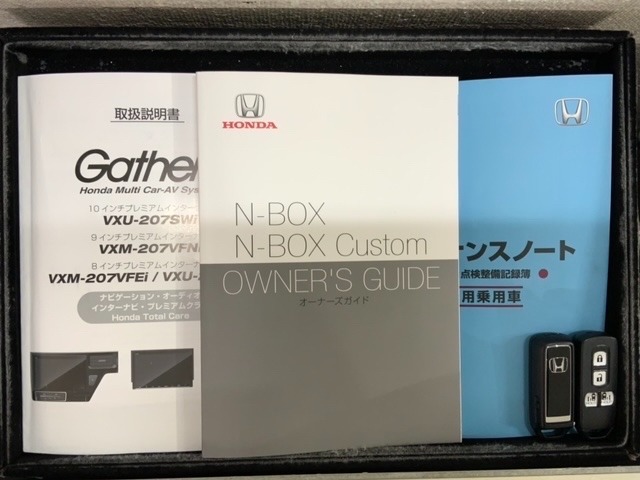 取扱説明書
Gathe
Honda Multi Car-AV Sys
10インチプレミアムインター
VXU-207SWi
9インチプレミアムインター
VXM-207VFN
8インチプレミアムインター
VXM-207VFEi / VXU-
ナビゲーション・オーディオ
インターナビ・プレミアムクラ
Honda Total Care
HONDA
N-BOX
N-BOX Custom
OWNER'S GUIDE
オーナーズガイド
ンスノート
点検整備記録簿
用乗用車